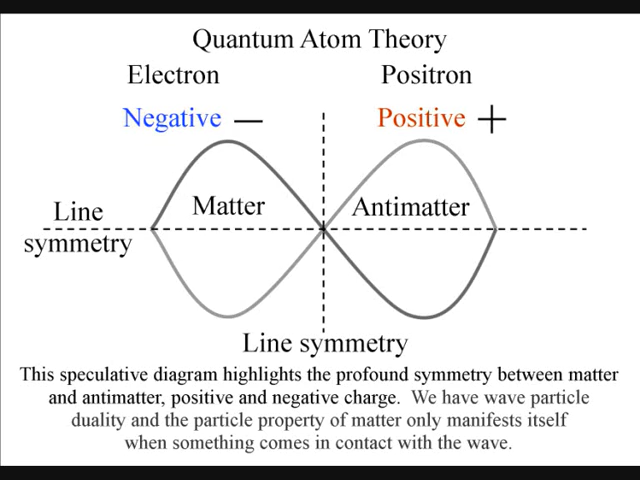 Quantum Atom Theory
Electron Positron
Negative — Positive +
Matter Antimatter
Line
symmetry
Line symmetry
This speculative diagram highlights the profound symmetry between matter
and antimatter, positive and negative charge. We have wave particle
duality and the particle property of matter only manifests itself
when something comes in contact with the wave.